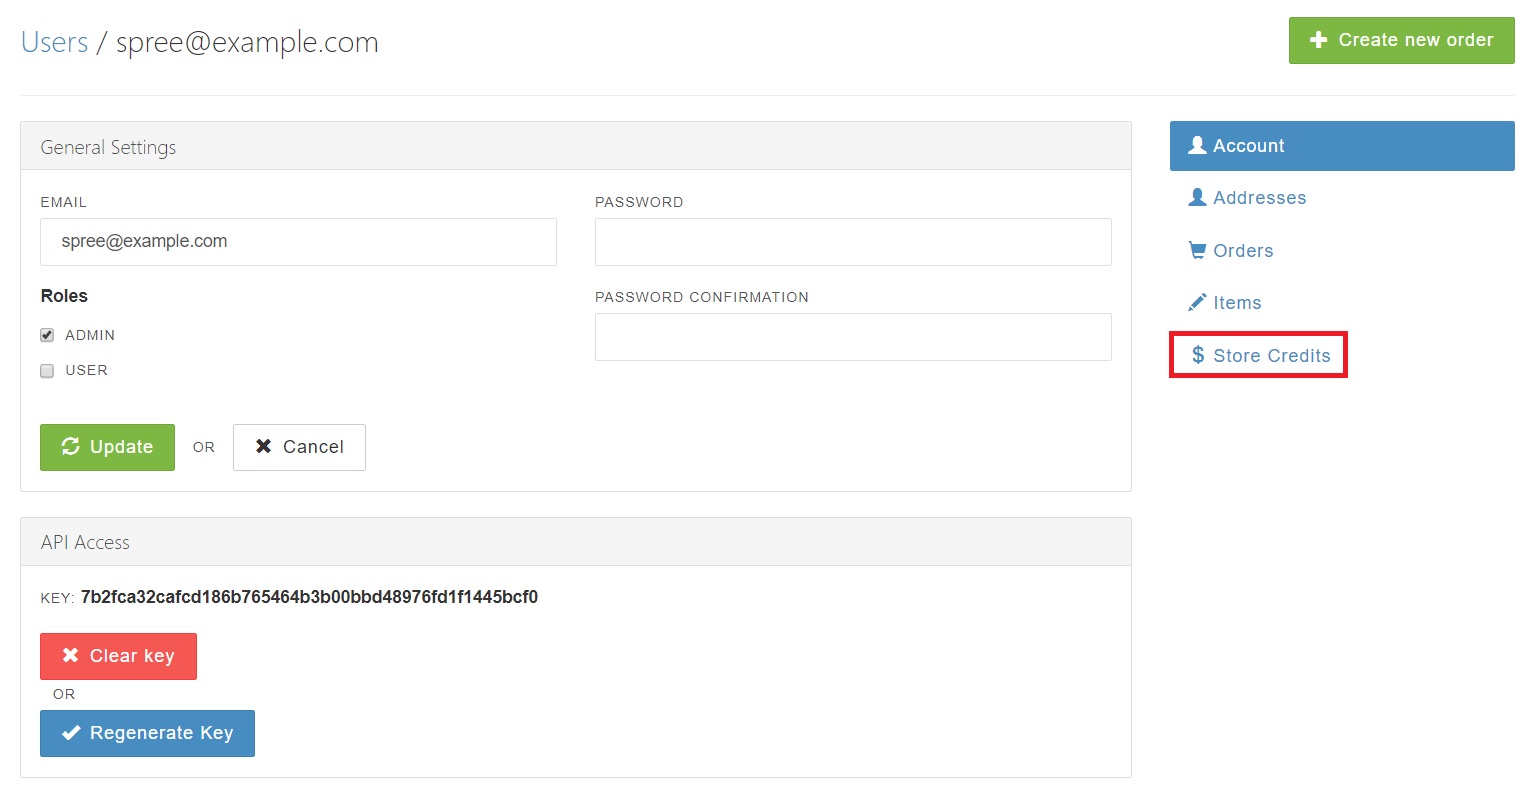 Users / spree@example.com
Create new order
General Settings
EMAIL
spree@example.com
PASSWORD
Roles
ADMIN
USER
PASSWORD CONFIRMATION
Update OR Cancel
API Access
KEY: 7b2fca32cafcd186b765464b3b00bbd48976fd1f1445bcf0
Clear key
OR
Regenerate Key
Account
Addresses
Orders
Items
$ Store Credits